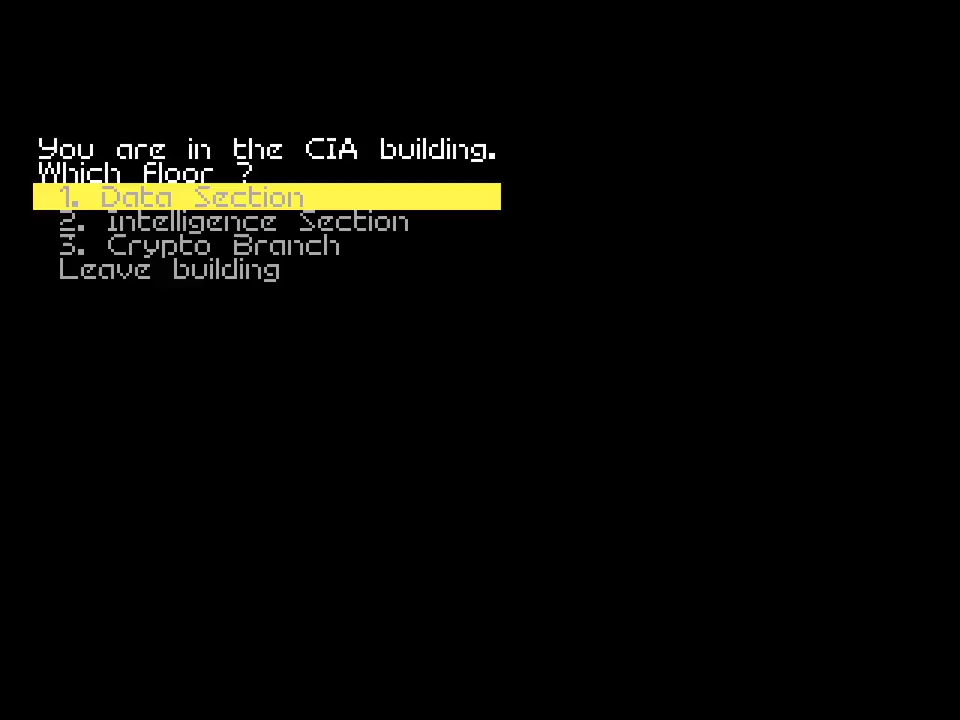 You are in the CIA building.
Which floor ?
1. Data Section
2. Intelligence Section
3. Crypto Branch
Leave building